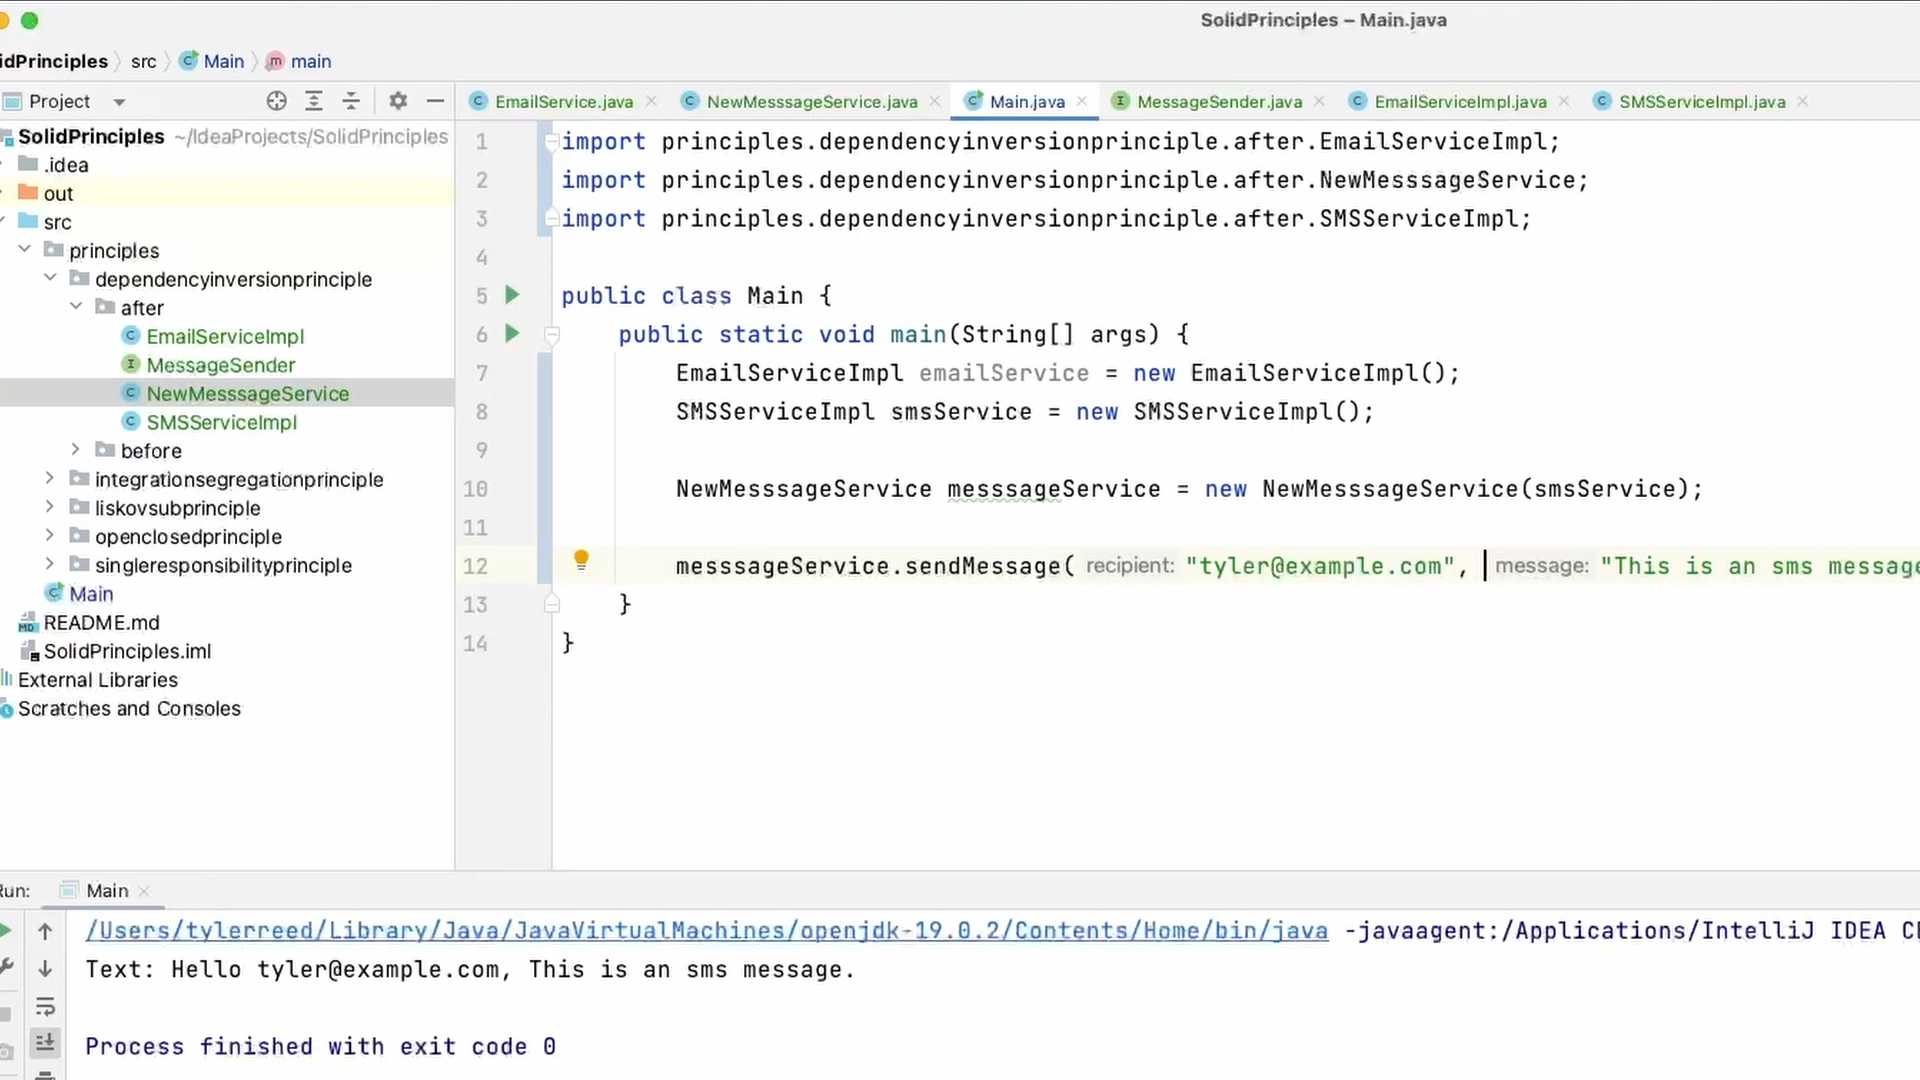 SolidPrinciples – Main.java
idPrinciples src Main main
Project
EmailService.java NewMesssageService.java Main.java MessageSender.java EmailServiceImpl.java SMSServiceImpl.java
SolidPrinciples ~/IdeaProjects/SolidPrinciples
.idea
out
src
principles
dependencyinversionprinciple
after
EmailServiceImpl
MessageSender
NewMesssageService
SMSServiceImpl
before
integrationsegregationprinciple
liskovsubprinciple
openclosedprinciple
singleresponsibilityprinciple
Main
README.md
SolidPrinciples.iml
External Libraries
Scratches and Consoles
1 import principles.dependencyinversionprinciple.after.EmailServiceImpl;
2 import principles.dependencyinversionprinciple.after.NewMesssageService;
3 import principles.dependencyinversionprinciple.after.SMSServiceImpl;
4
5 public class Main {
6 public static void main(String[] args) {
7 EmailServiceImpl emailService = new EmailServiceImpl();
8 SMSServiceImpl smsService = new SMSServiceImpl();
9
10 NewMesssageService messsageService = new NewMesssageService(smsService);
11
12 messsageService.sendMessage( recipient: "tyler@example.com", message: "This is an sms message
13 }
14 }
Run: Main
/Users/tylerreed/Library/Java/JavaVirtualMachines/openjdk-19.0.2/Contents/Home/bin/java -javaagent:/Applications/IntelliJ IDEA CE
Text: Hello tyler@example.com, This is an sms message.
Process finished with exit code 0